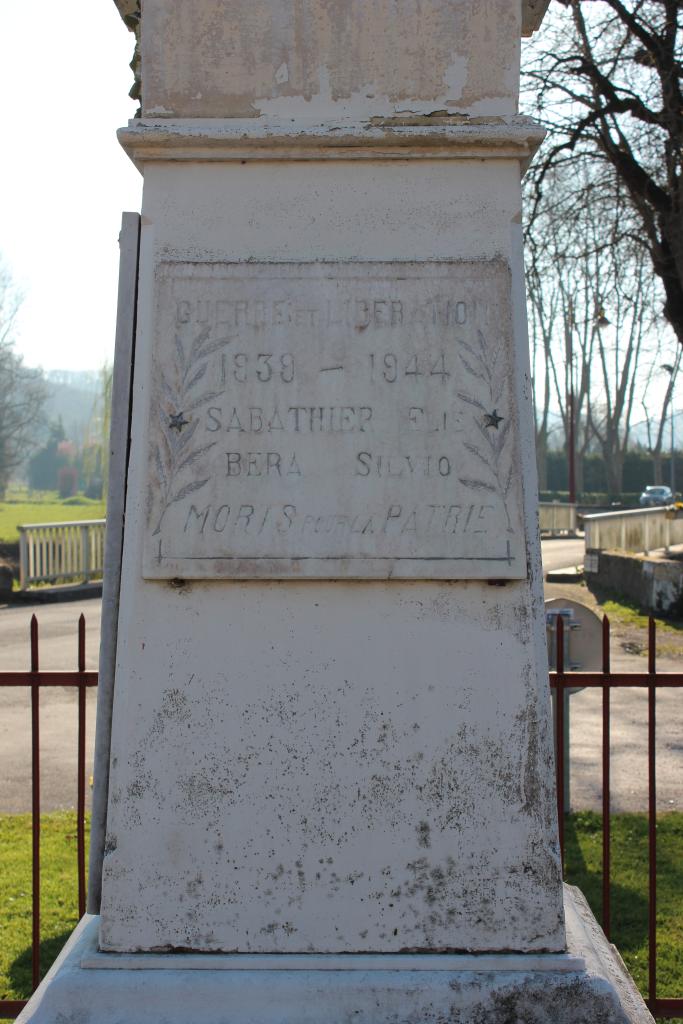 GUERRE ET LIBERATION
1939 - 1944
SABATHIER ELIE
BERA SILVIO
MORTS POUR LA PATRIE